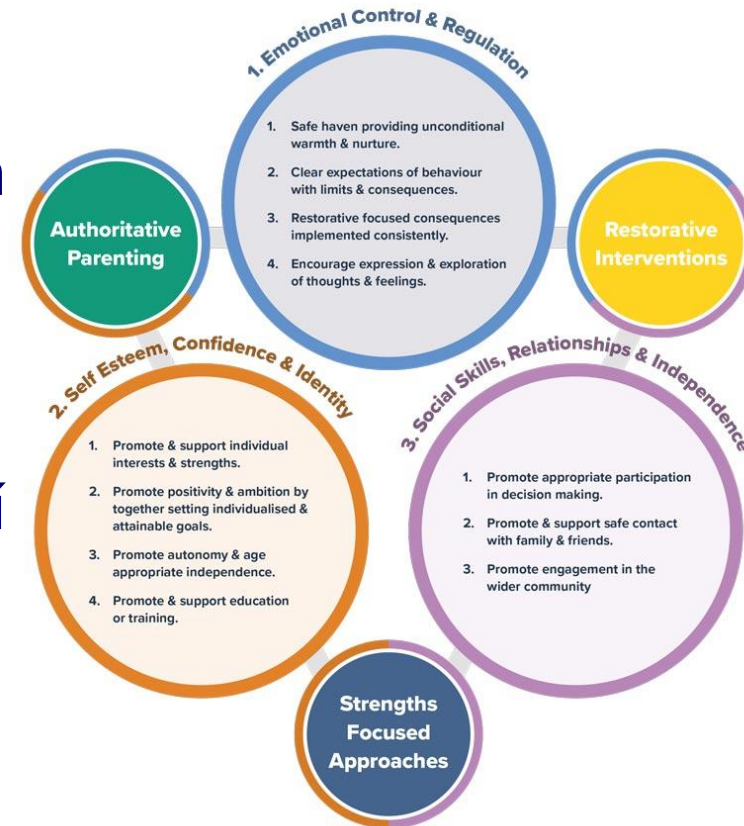 1. Emotional Control & Regulation
1. Safe haven providing unconditional
warmth & nurture.
2. Clear expectations of behaviour
with limits & consequences.
3. Restorative focused consequences
implemented consistently.
4. Encourage expression & exploration
of thoughts & feelings.
Authoritative
Parenting
Restorative
Interventions
2. Self Esteem, Confidence & Identity
1. Promote & support individual
interests & strengths.
2. Promote positivity & ambition by
together setting individualised &
attainable goals.
3. Promote autonomy & age
appropriate independence.
4. Promote & support education
or training.
3. Social Skills, Relationships & Independence
1. Promote appropriate participation
in decision making.
2. Promote & support safe contact
with family & friends.
3. Promote engagement in the
wider community
Strengths
Focused
Approaches